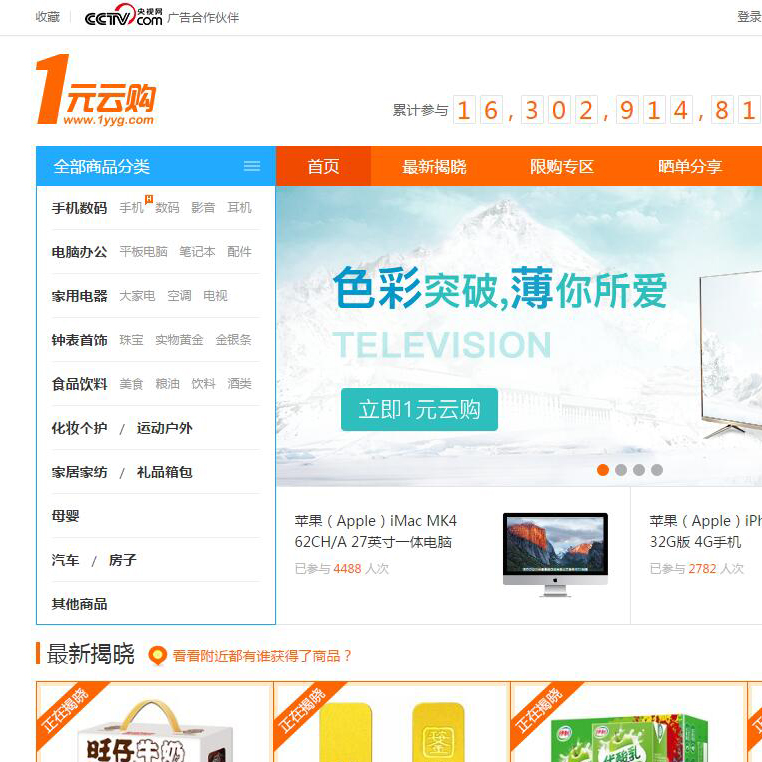 收藏 CCTV.com 央视网 广告合作伙伴 登录
1元云购
www.1yyg.com
累计参与 16,302,914,81
全部商品分类 首页 最新揭晓 限购专区 晒单分享
手机数码 手机 H 数码 影音 耳机
电脑办公 平板电脑 笔记本 配件
家用电器 大家电 空调 电视
钟表首饰 珠宝 实物黄金 金银条
食品饮料 美食 粮油 饮料 酒类
化妆个护 / 运动户外
家居家纺 / 礼品箱包
母婴
汽车 / 房子
其他商品
色彩突破,薄你所爱
TELEVISION
立即1元云购
苹果（Apple）iMac MK4
62CH/A 27英寸一体电脑
已参与 4488 人次
苹果（Apple）iPh
32G版 4G手机
已参与 2782 人次
最新揭晓 看看附近都有谁获得了商品？
正在揭晓 正在揭晓 正在揭晓
旺仔牛奶
优酸乳